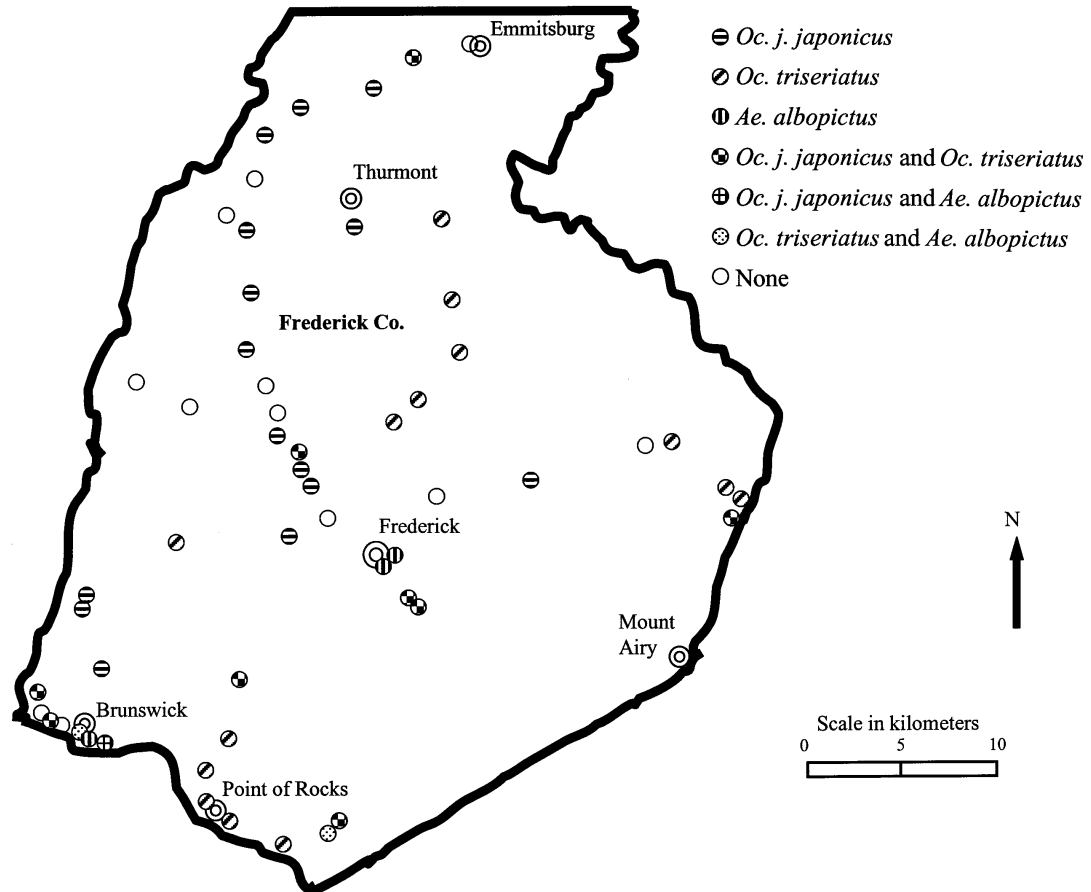 Emmitsburg
Oc. j. japonicus
Oc. triseriatus
Ae. albopictus
Oc. j. japonicus and Oc. triseriatus
Oc. j. japonicus and Ae. albopictus
Oc. triseriatus and Ae. albopictus
None
Thurmont
Frederick Co.
Frederick
N
Mount
Airy
Brunswick
Point of Rocks
Scale in kilometers
0 5 10